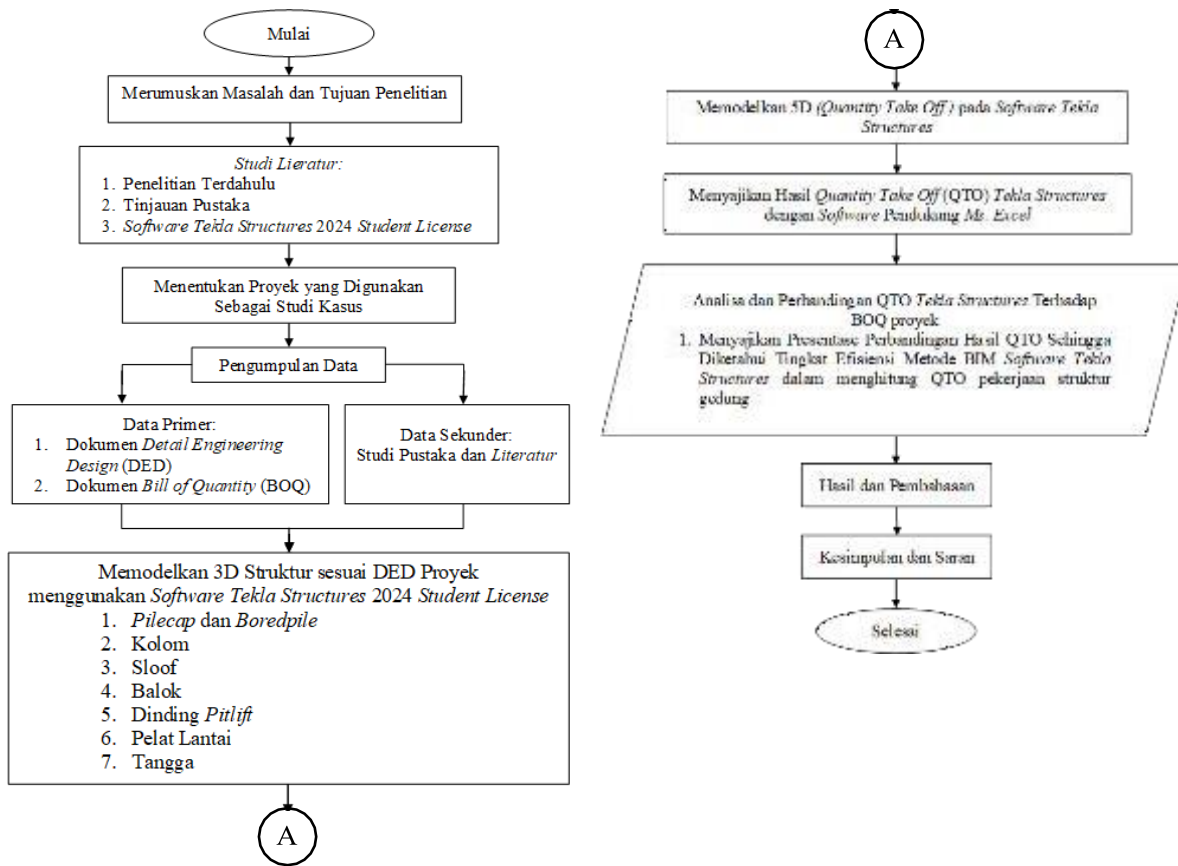 Mulai
Merumuskan Masalah dan Tujuan Penelitian
Studi Lieratur:
1. Penelitian Terdahulu
2. Tinjauan Pustaka
3. Software Tekla Structures 2024 Student License
Menentukan Proyek yang Digunakan
Sebagai Studi Kasus
Pengumpulan Data
Data Primer:
1. Dokumen Detail Engineering
Design (DED)
2. Dokumen Bill of Quantity (BOQ)
Data Sekunder:
Studi Pustaka dan Literatur
Memodelkan 3D Struktur sesuai DED Proyek
menggunakan Software Tekla Structures 2024 Student License
1. Pilecap dan Boredpile
2. Kolom
3. Sloof
4. Balok
5. Dinding Pitlift
6. Pelat Lantai
7. Tangga
A
A
Memodelkan 5D (Quantity Take Off ) pada Software Tekla
Structures
Menyajikan Hasil Quantity Take Off (QTO) Tekla Structures
dengan Software Pendukung Ms. Excel
Analisa dan Perbandingan QTO Tekla Structures Terhadap
BOQ proyek
1. Menyajikan Presentase Perbandingan Hasil QTO Sehingga
Diketahui Tingkat Efisiensi Metode BIM Software Tekla
Structures dalam menghitung QTO pekerjaan struktur
gedung
Hasil dan Pembahasan
Kesimpulan dan Saran
Selesai